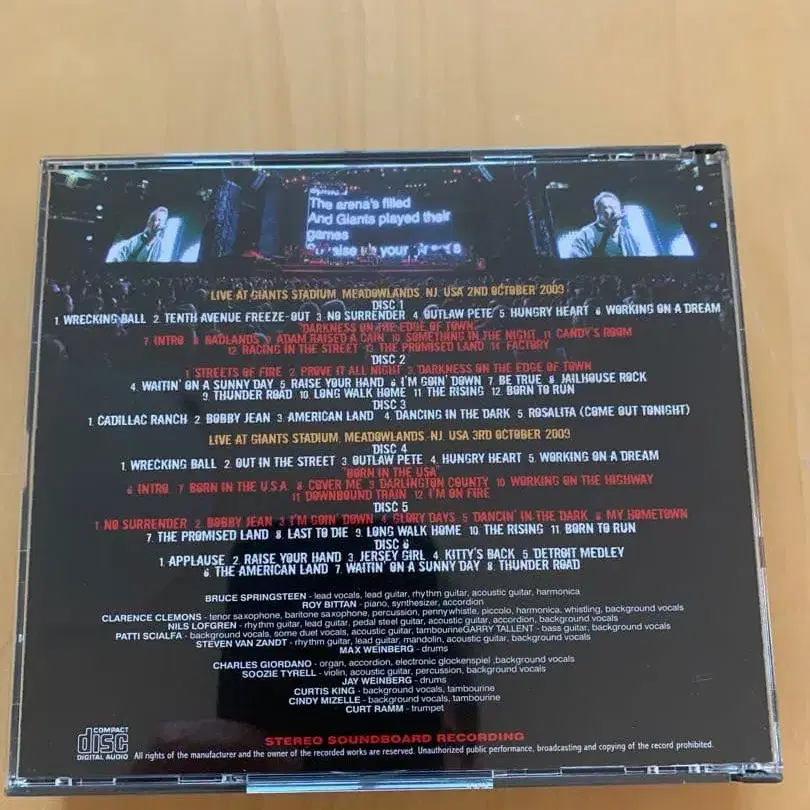 The arena's filled
And Giants played their
games
LIVE AT GIANTS STADIUM, MEADOWLANDS, NJ, USA 2ND OCTOBER 2009
DISC 1
1. WRECKING BALL 2. TENTH AVENUE FREEZE-OUT 3. NO SURRENDER 4. OUTLAW PETE 5. HUNGRY HEART 6. WORKING ON A DREAM
"DARKNESS ON THE EDGE OF TOWN"
7. INTRO 8. BADLANDS 9. ADAM RAISED A CAIN 10. SOMETHING IN THE NIGHT 11. CANDY'S ROOM
12. RACING IN THE STREET 13. THE PROMISED LAND 14. FACTORY
DISC 2
1. STREETS OF FIRE 2. PROVE IT ALL NIGHT 3. DARKNESS ON THE EDGE OF TOWN
4. WAITIN' ON A SUNNY DAY 5. RAISE YOUR HAND 6. I'M GOIN' DOWN 7. BE TRUE 8. JAILHOUSE ROCK
9. THUNDER ROAD 10. LONG WALK HOME 11. THE RISING 12. BORN TO RUN
DISC 3
1. CADILLAC RANCH 2. BOBBY JEAN 3. AMERICAN LAND 4. DANCING IN THE DARK 5. ROSALITA (COME OUT TONIGHT)
LIVE AT GIANTS STADIUM, MEADOWLANDS, NJ, USA 3RD OCTOBER 2009
DISC 4
1. WRECKING BALL 2. OUT IN THE STREET 3. OUTLAW PETE 4. HUNGRY HEART 5. WORKING ON A DREAM
"BORN IN THE USA"
6. INTRO 7. BORN IN THE U.S.A. 8. COVER ME 9. DARLINGTON COUNTY 10. WORKING ON THE HIGHWAY
11. DOWNBOUND TRAIN 12. I'M ON FIRE
DISC 5
1. NO SURRENDER 2. BOBBY JEAN 3. I'M GOIN' DOWN 4. GLORY DAYS 5. DANCIN' IN THE DARK 6. MY HOMETOWN
7. THE PROMISED LAND 8. LAST TO DIE 9. LONG WALK HOME 10. THE RISING 11. BORN TO RUN
DISC 6
1. APPLAUSE 2. RAISE YOUR HAND 3. JERSEY GIRL 4. KITTY'S BACK 5. DETROIT MEDLEY
6. THE AMERICAN LAND 7. WAITIN' ON A SUNNY DAY 8. THUNDER ROAD
BRUCE SPRINGSTEEN - lead vocals, lead guitar, rhythm guitar, acoustic guitar, harmonica
ROY BITTAN - piano, synthesizer, accordion
CLARENCE CLEMONS - tenor saxophone, baritone saxophone, percussion, pennywhistle, piccolo, harmonica, whistling, background vocals
NILS LOFGREN - rhythm guitar, lead guitar, pedal steel guitar, acoustic guitar, accordion, background vocals
PATTI SCIALFA - background vocals, some duet vocals, acoustic guitar, tambourineGARRY TALLENT - bass guitar, background vocals
STEVEN VAN ZANDT - rhythm guitar, lead guitar, mandolin, acoustic guitar, background vocals
MAX WEINBERG - drums
CHARLES GIORDANO - organ, accordion, electronic glockenspiel ,background vocals
SOOZIE TYRELL - violin, acoustic guitar, percussion, background vocals
JAY WEINBERG - drums
CURTIS KING - background vocals, tambourine
CINDY MIZELLE - background vocals, tambourine
CURT RAMM - trumpet
STEREO SOUNDBOARD RECORDING
COMPACT
disc
DIGITAL AUDIO
All rights of the manufacturer and the owner of the recorded works are reserved. Unauthorized public performance, broadcasting and copying of the record prohibited.